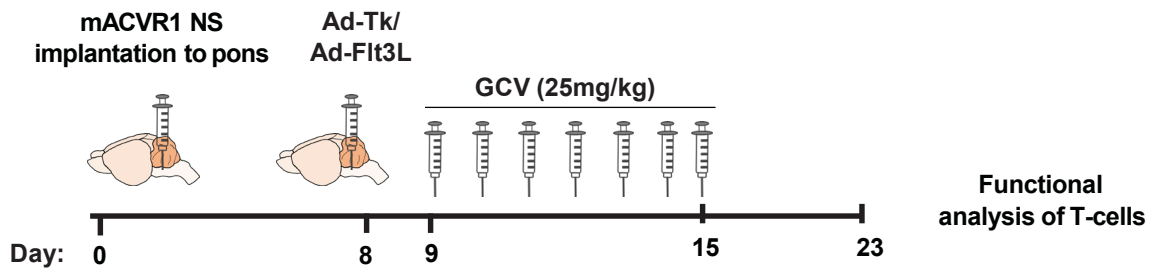 mACVR1 NS
implantation to pons
Ad-Tk/
Ad-Flt3L
GCV (25mg/kg)
Functional
analysis of T-cells
Day: 0 8 9 15 23